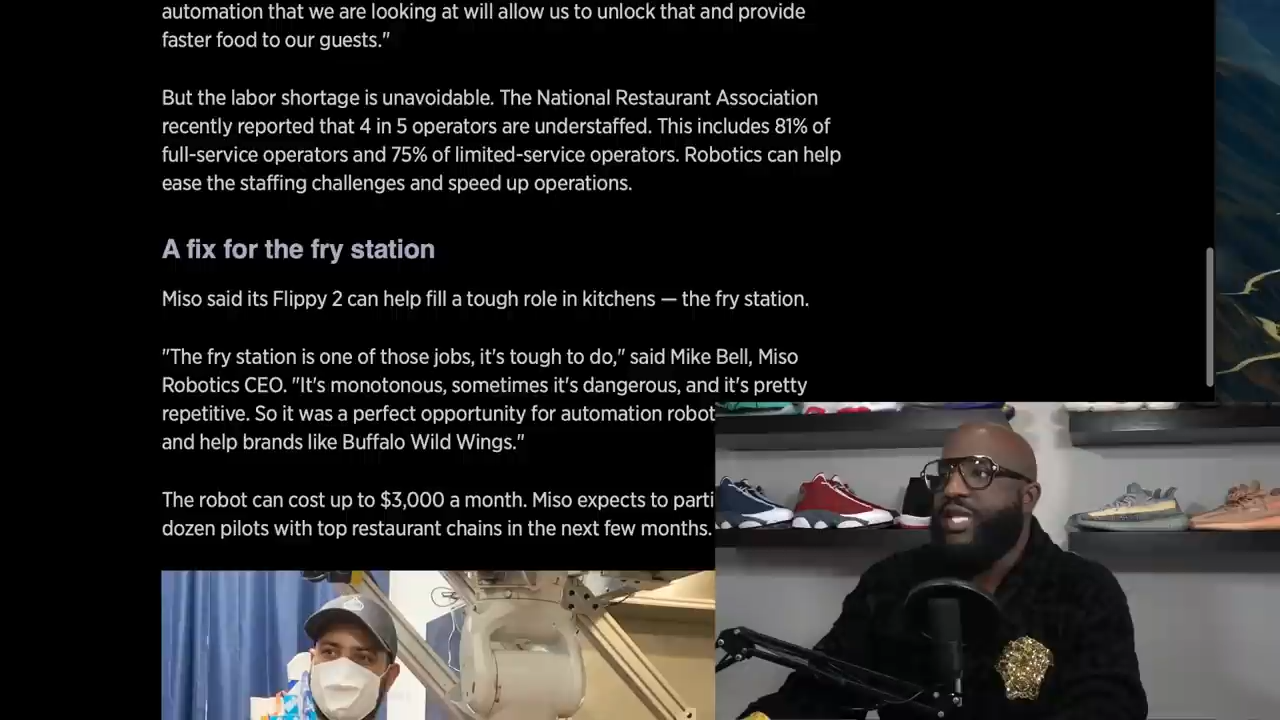 automation that we are looking at will allow us to unlock that and provide
faster food to our guests."
But the labor shortage is unavoidable. The National Restaurant Association
recently reported that 4 in 5 operators are understaffed. This includes 81% of
full-service operators and 75% of limited-service operators. Robotics can help
ease the staffing challenges and speed up operations.
A fix for the fry station
Miso said its Flippy 2 can help fill a tough role in kitchens — the fry station.
"The fry station is one of those jobs, it's tough to do," said Mike Bell, Miso
Robotics CEO. "It's monotonous, sometimes it's dangerous, and it's pretty
repetitive. So it was a perfect opportunity for automation robot
and help brands like Buffalo Wild Wings."
The robot can cost up to $3,000 a month. Miso expects to parti
dozen pilots with top restaurant chains in the next few months.